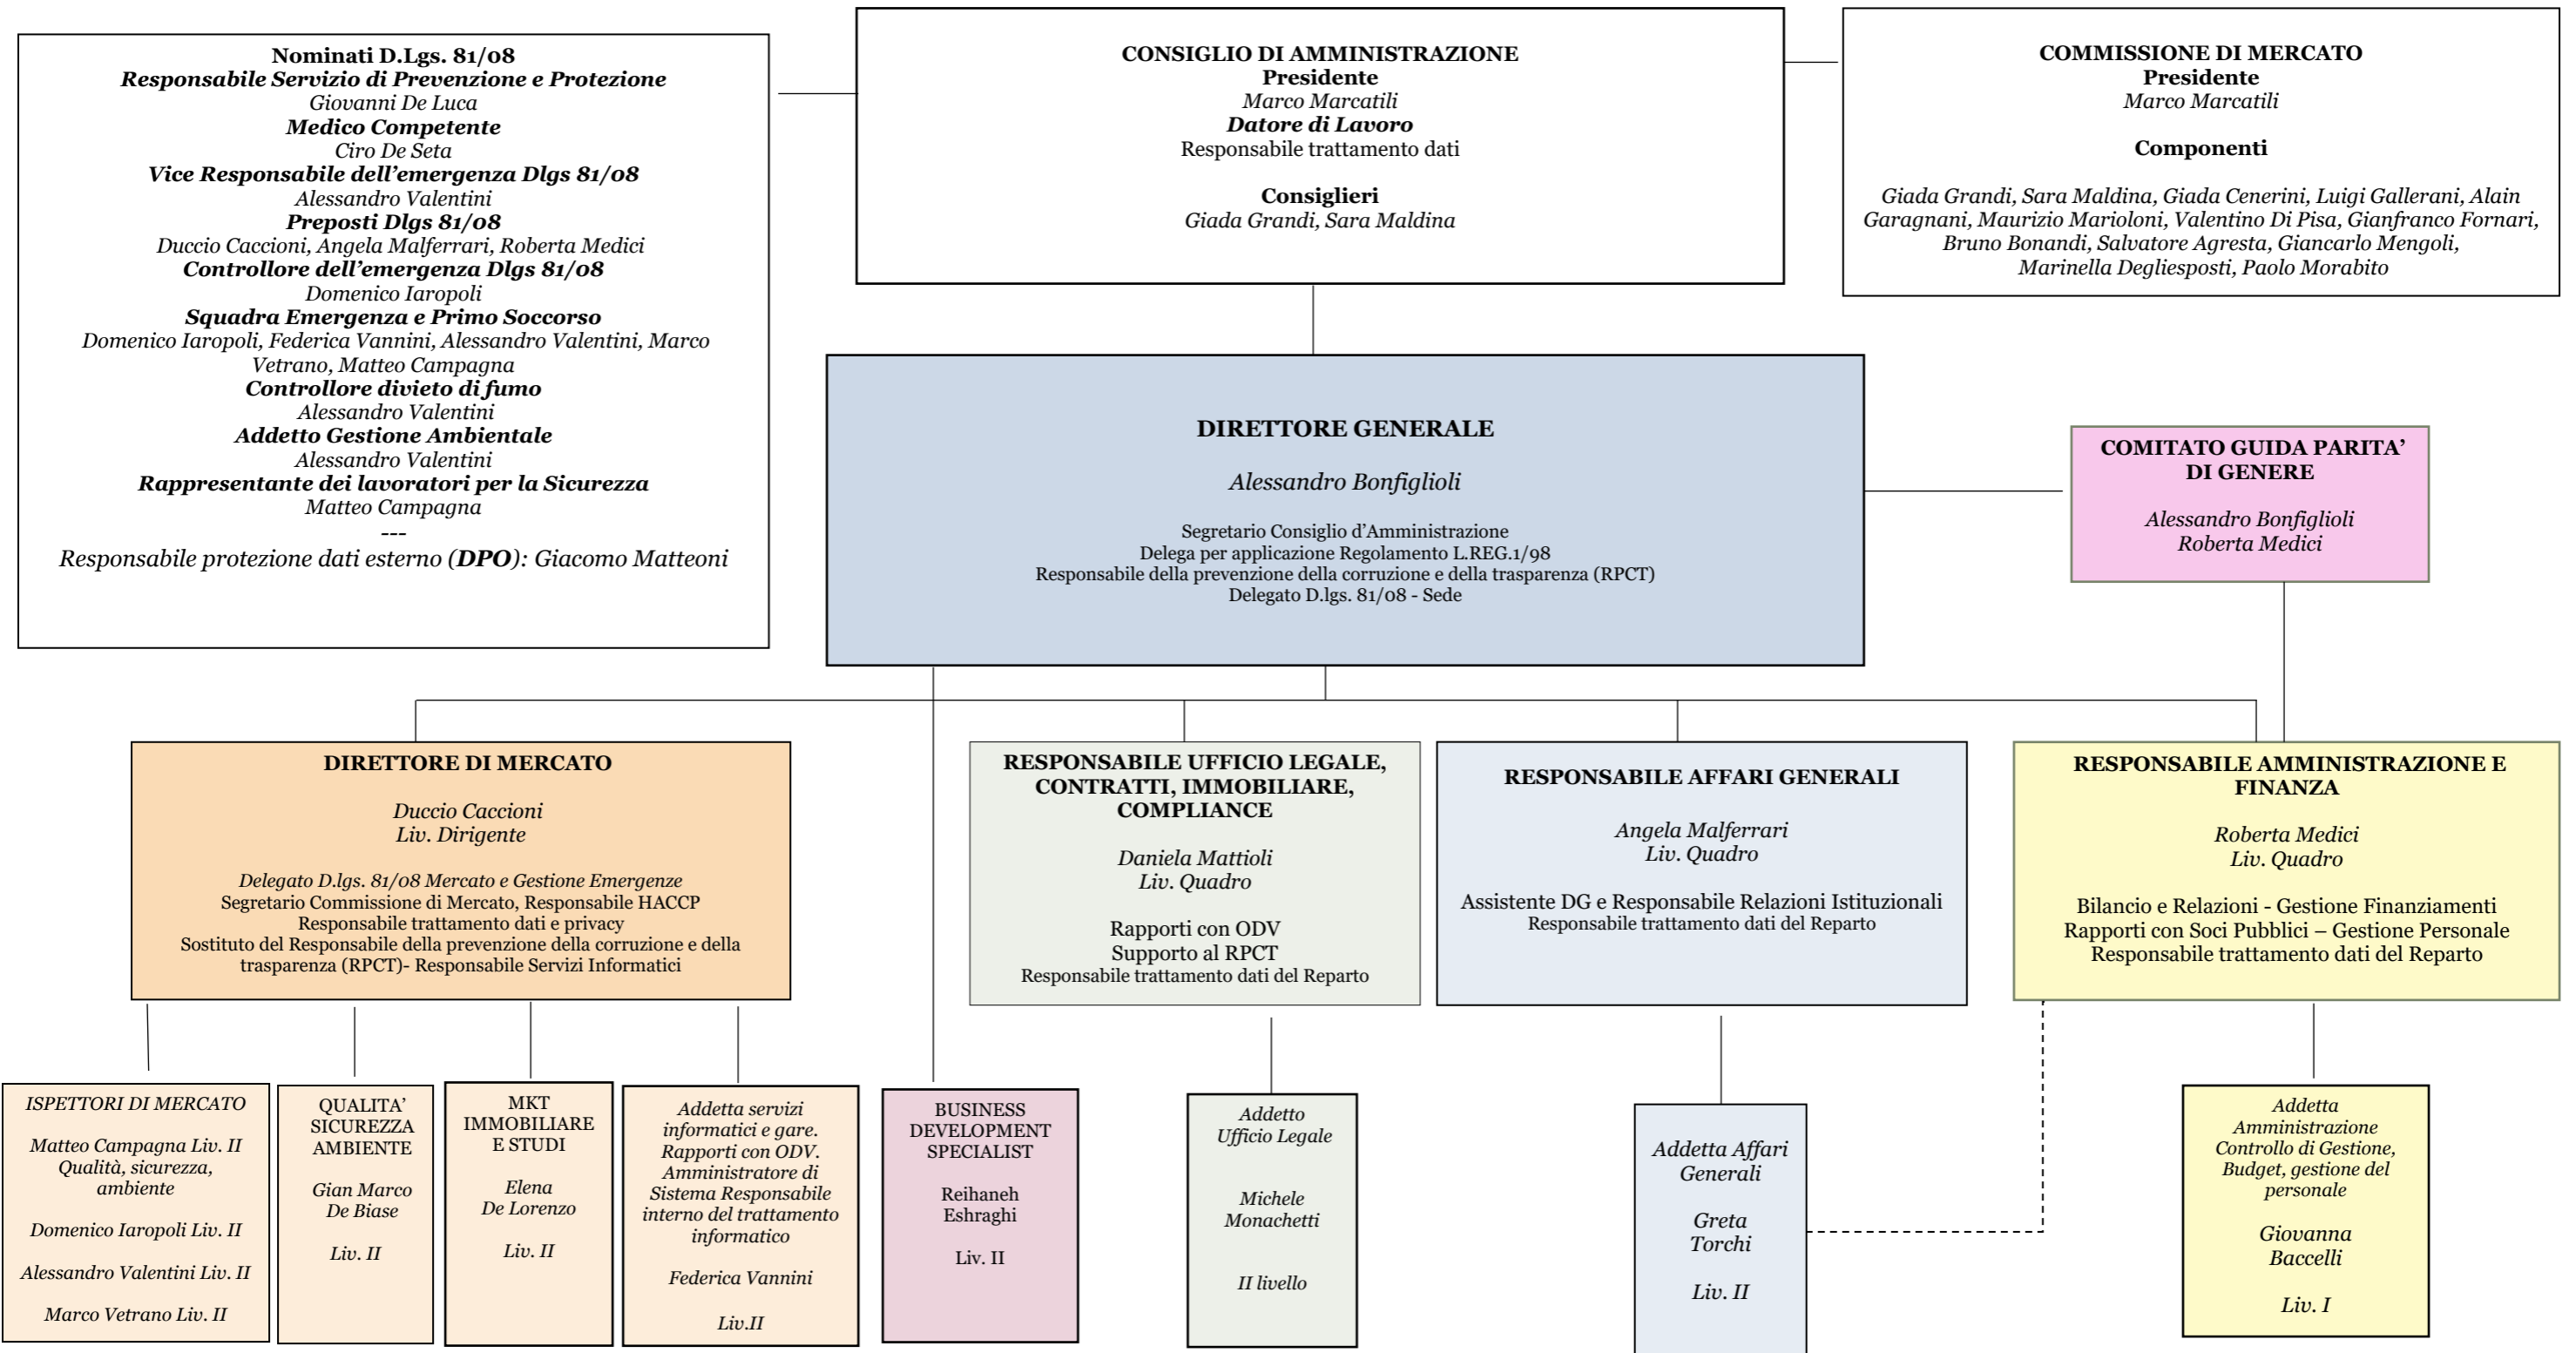 Nominati D.Lgs. 81/08
Responsabile Servizio di Prevenzione e Protezione
Giovanni De Luca
Medico Competente
Ciro De Seta
Vice Responsabile dell'emergenza Dlgs 81/08
Alessandro Valentini
Preposti Dlgs 81/08
Duccio Caccioni, Angela Malferrari, Roberta Medici
Controllore dell'emergenza Dlgs 81/08
Domenico Iaropoli
Squadra Emergenza e Primo Soccorso
Domenico Iaropoli, Federica Vannini, Alessandro Valentini, Marco
Vetrano, Matteo Campagna
Controllore divieto di fumo
Alessandro Valentini
Addetto Gestione Ambientale
Alessandro Valentini
Rappresentante dei lavoratori per la Sicurezza
Matteo Campagna
---
Responsabile protezione dati esterno (DPO): Giacomo Matteoni
CONSIGLIO DI AMMINISTRAZIONE
Presidente
Marco Marcatili
Datore di Lavoro
Responsabile trattamento dati
Consiglieri
Giada Grandi, Sara Maldina
COMMISSIONE DI MERCATO
Presidente
Marco Marcatili
Componenti
Giada Grandi, Sara Maldina, Giada Cenerini, Luigi Gallerani, Alain
Garagnani, Maurizio Marioloni, Valentino Di Pisa, Gianfranco Fornari,
Bruno Bonandi, Salvatore Agresta, Giancarlo Mengoli,
Marinella Degliesposti, Paolo Morabito
DIRETTORE GENERALE
Alessandro Bonfiglioli
Segretario Consiglio d'Amministrazione
Delega per applicazione Regolamento L.REG.1/98
Responsabile della prevenzione della corruzione e della trasparenza (RPCT)
Delegato D.lgs. 81/08 - Sede
COMITATO GUIDA PARITA'
DI GENERE
Alessandro Bonfiglioli
Roberta Medici
DIRETTORE DI MERCATO
Duccio Caccioni
Liv. Dirigente
Delegato D.lgs. 81/08 Mercato e Gestione Emergenze
Segretario Commissione di Mercato, Responsabile HACCP
Responsabile trattamento dati e privacy
Sostituto del Responsabile della prevenzione della corruzione e della
trasparenza (RPCT)- Responsabile Servizi Informatici
RESPONSABILE UFFICIO LEGALE,
CONTRATTI, IMMOBILIARE,
COMPLIANCE
Daniela Mattioli
Liv. Quadro
Rapporti con ODV
Supporto al RPCT
Responsabile trattamento dati del Reparto
RESPONSABILE AFFARI GENERALI
Angela Malferrari
Liv. Quadro
Assistente DG e Responsabile Relazioni Istituzionali
Responsabile trattamento dati del Reparto
RESPONSABILE AMMINISTRAZIONE E
FINANZA
Roberta Medici
Liv. Quadro
Bilancio e Relazioni - Gestione Finanziamenti
Rapporti con Soci Pubblici – Gestione Personale
Responsabile trattamento dati del Reparto
ISPETTORI DI MERCATO
Matteo Campagna Liv. II
Qualità, sicurezza,
ambiente
Domenico Iaropoli Liv. II
Alessandro Valentini Liv. II
Marco Vetrano Liv. II
QUALITA'
SICUREZZA
AMBIENTE
Gian Marco
De Biase
Liv. II
MKT
IMMOBILIARE
E STUDI
Elena
De Lorenzo
Liv. II
Addetta servizi
informatici e gare.
Rapporti con ODV.
Amministratore di
Sistema Responsabile
interno del trattamento
informatico
Federica Vannini
Liv.II
BUSINESS
DEVELOPMENT
SPECIALIST
Reihaneh
Eshraghi
Liv. II
Addetto
Ufficio Legale
Michele
Monachetti
II livello
Addetta Affari
Generali
Greta
Torchi
Liv. II
Addetta
Amministrazione
Controllo di Gestione,
Budget, gestione del
personale
Giovanna
Baccelli
Liv. I